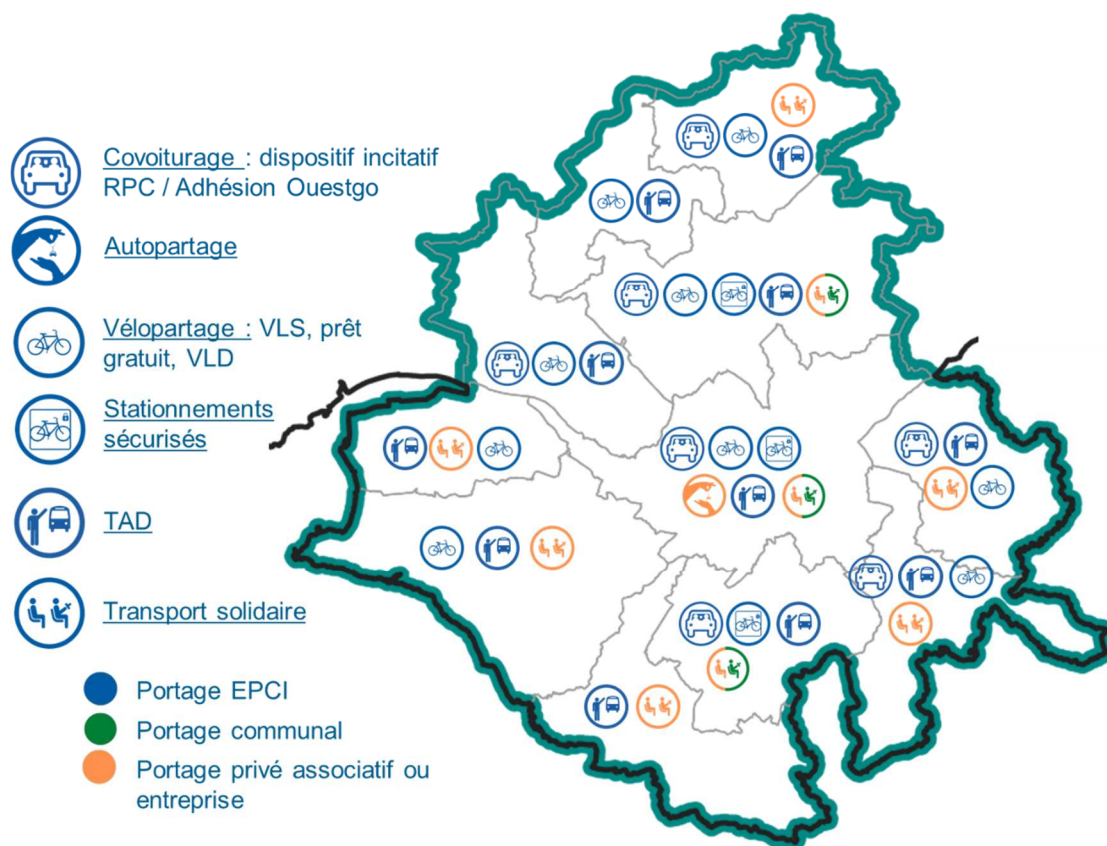 Covoiturage : dispositif incitatif
RPC / Adhésion Ouestgo
Autopartage
Vélopartage : VLS, prêt
gratuit, VLD
Stationnements
sécurisés
TAD
Transport solidaire
Portage EPCI
Portage communal
Portage privé associatif ou
entreprise